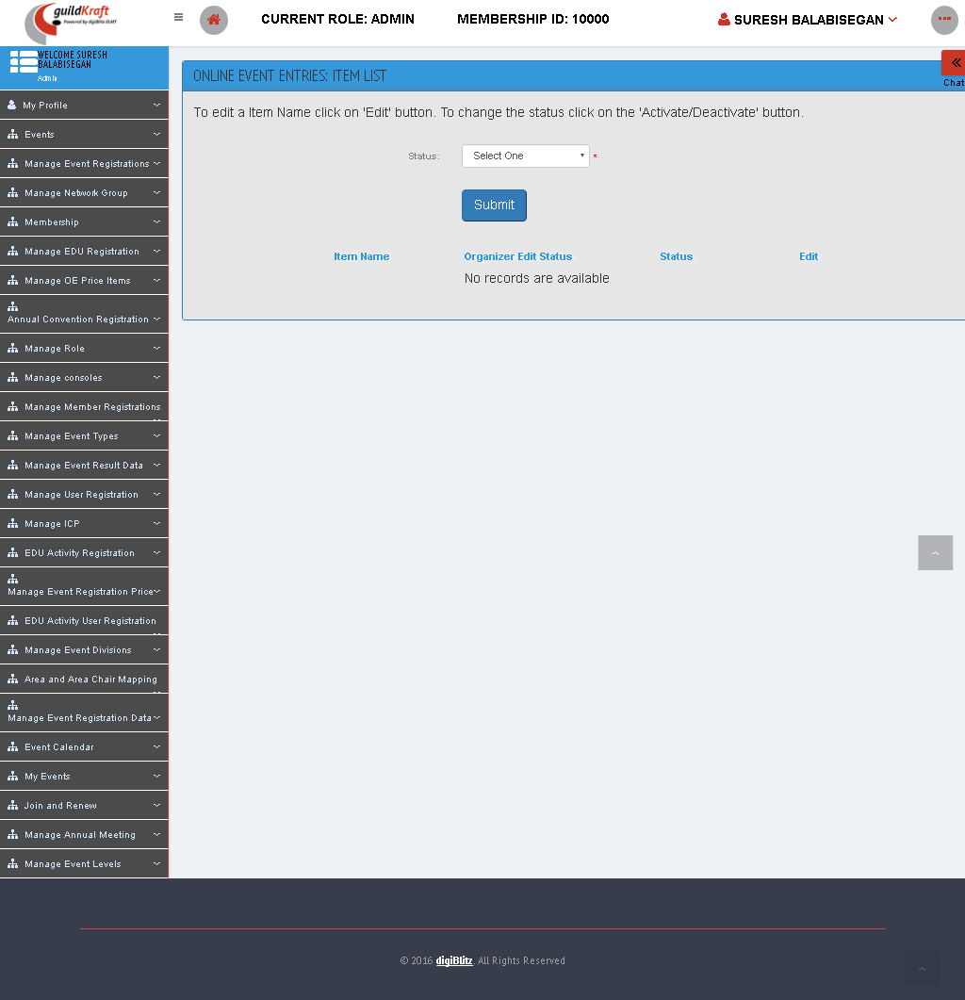 guildKraft
Powered by digiBlitz ELMT
CURRENT ROLE: ADMIN
MEMBERSHIP ID: 10000
SURESH BALABISEGAN
WELCOME SURESH
BALABISEGAN
Admin
Chat
ONLINE EVENT ENTRIES: ITEM LIST
To edit a Item Name click on 'Edit' button. To change the status click on the 'Activate/Deactivate' button.
Status:
Select One
*
Submit
Item Name
Organizer Edit Status
Status
Edit
No records are available
My Profile
Events
Manage Event Registrations
Manage Network Group
Membership
Manage EDU Registration
Manage OE Price Items
Annual Convention Registration
Manage Role
Manage consoles
Manage Member Registrations
Manage Event Types
Manage Event Result Data
Manage User Registration
Manage ICP
EDU Activity Registration
Manage Event Registration Price
EDU Activity User Registration
Manage Event Divisions
Area and Area Chair Mapping
Manage Event Registration Data
Event Calendar
My Events
Join and Renew
Manage Annual Meeting
Manage Event Levels
© 2016 digiBlitz. All Rights Reserved